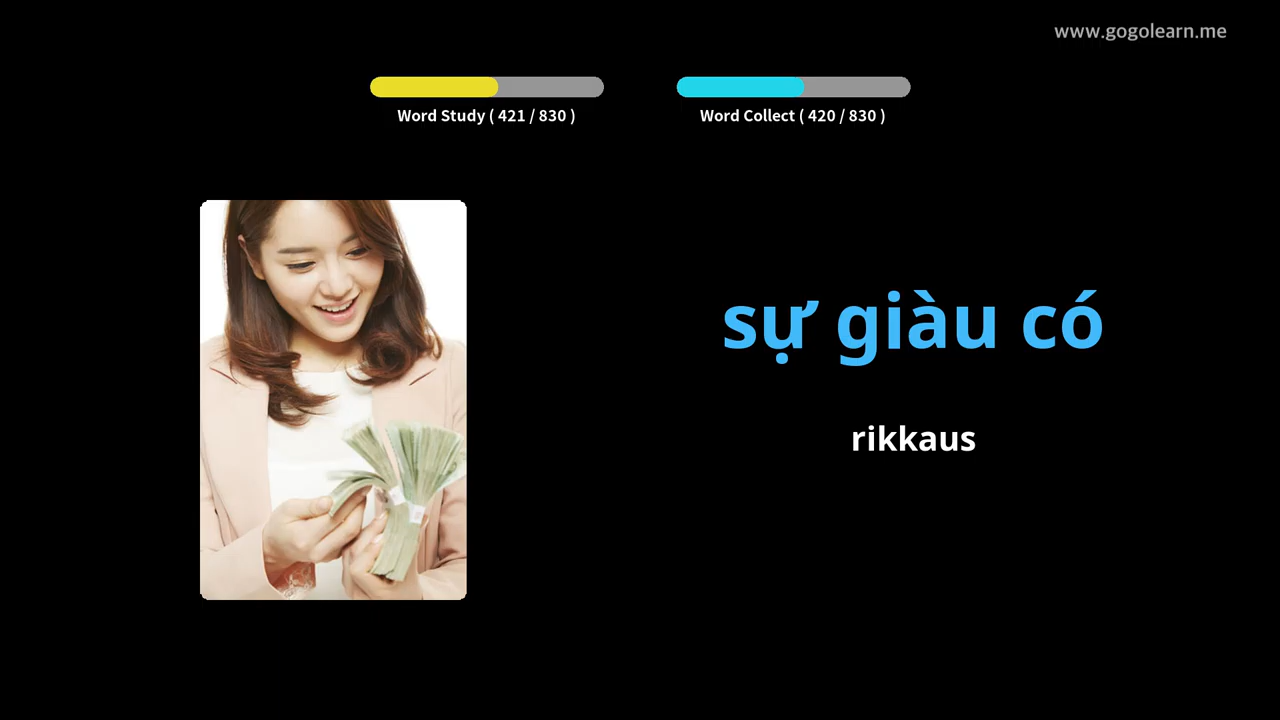 www.gogolearn.me
Word Study ( 421 / 830 )
Word Collect ( 420 / 830 )
sự giàu có
rikkaus